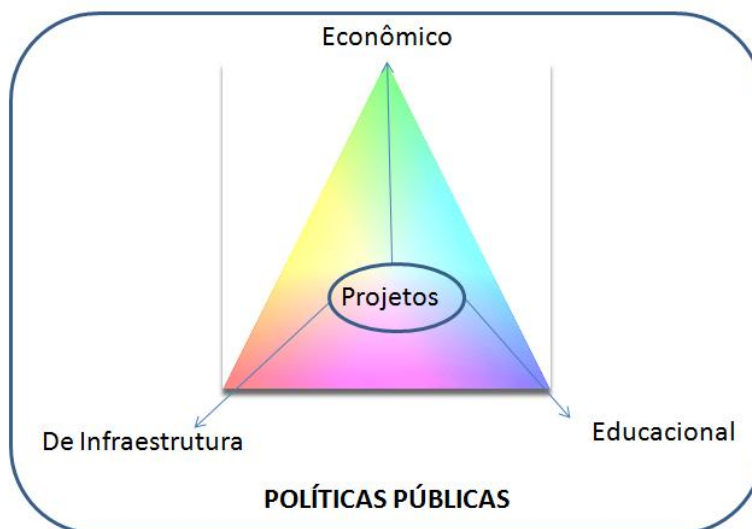 Econômico
Projetos
De Infraestrutura
Educacional
POLÍTICAS PÚBLICAS